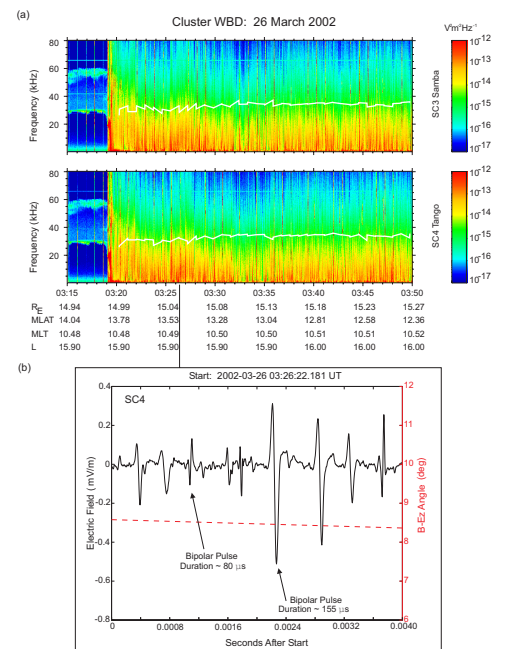 (a)
Cluster WBD: 26 March 2002
V²m²Hz⁻¹
Frequency (kHz)
80
60
40
20
10⁻¹²
10⁻¹³
10⁻¹⁴
10⁻¹⁵
10⁻¹⁶
10⁻¹⁷
SC3 Samba
Frequency (kHz)
80
60
40
20
10⁻¹²
10⁻¹³
10⁻¹⁴
10⁻¹⁵
10⁻¹⁶
10⁻¹⁷
SC4 Tango
03:15 03:20 03:25 03:30 03:35 03:40 03:45 03:50
R_E 14.94 14.99 15.04 15.08 15.13 15.18 15.23 15.27
MLAT 14.04 13.78 13.53 13.28 13.04 12.81 12.58 12.36
MLT 10.48 10.48 10.49 10.50 10.50 10.51 10.51 10.52
L 15.90 15.90 15.90 15.90 15.90 16.00 16.00 16.00
(b)
Start: 2002-03-26 03:26:22.181 UT
SC4
Electric Field (mV/m)
0.4
0.2
0
-0.2
-0.4
-0.6
-0.8
12
11
10
9
8
7
6
B-Ez Angle (deg)
Bipolar Pulse
Duration ~ 80 μs
Bipolar Pulse
Duration ~ 155 μs
0 0.0008 0.0016 0.0024 0.0032 0.0040
Seconds After Start